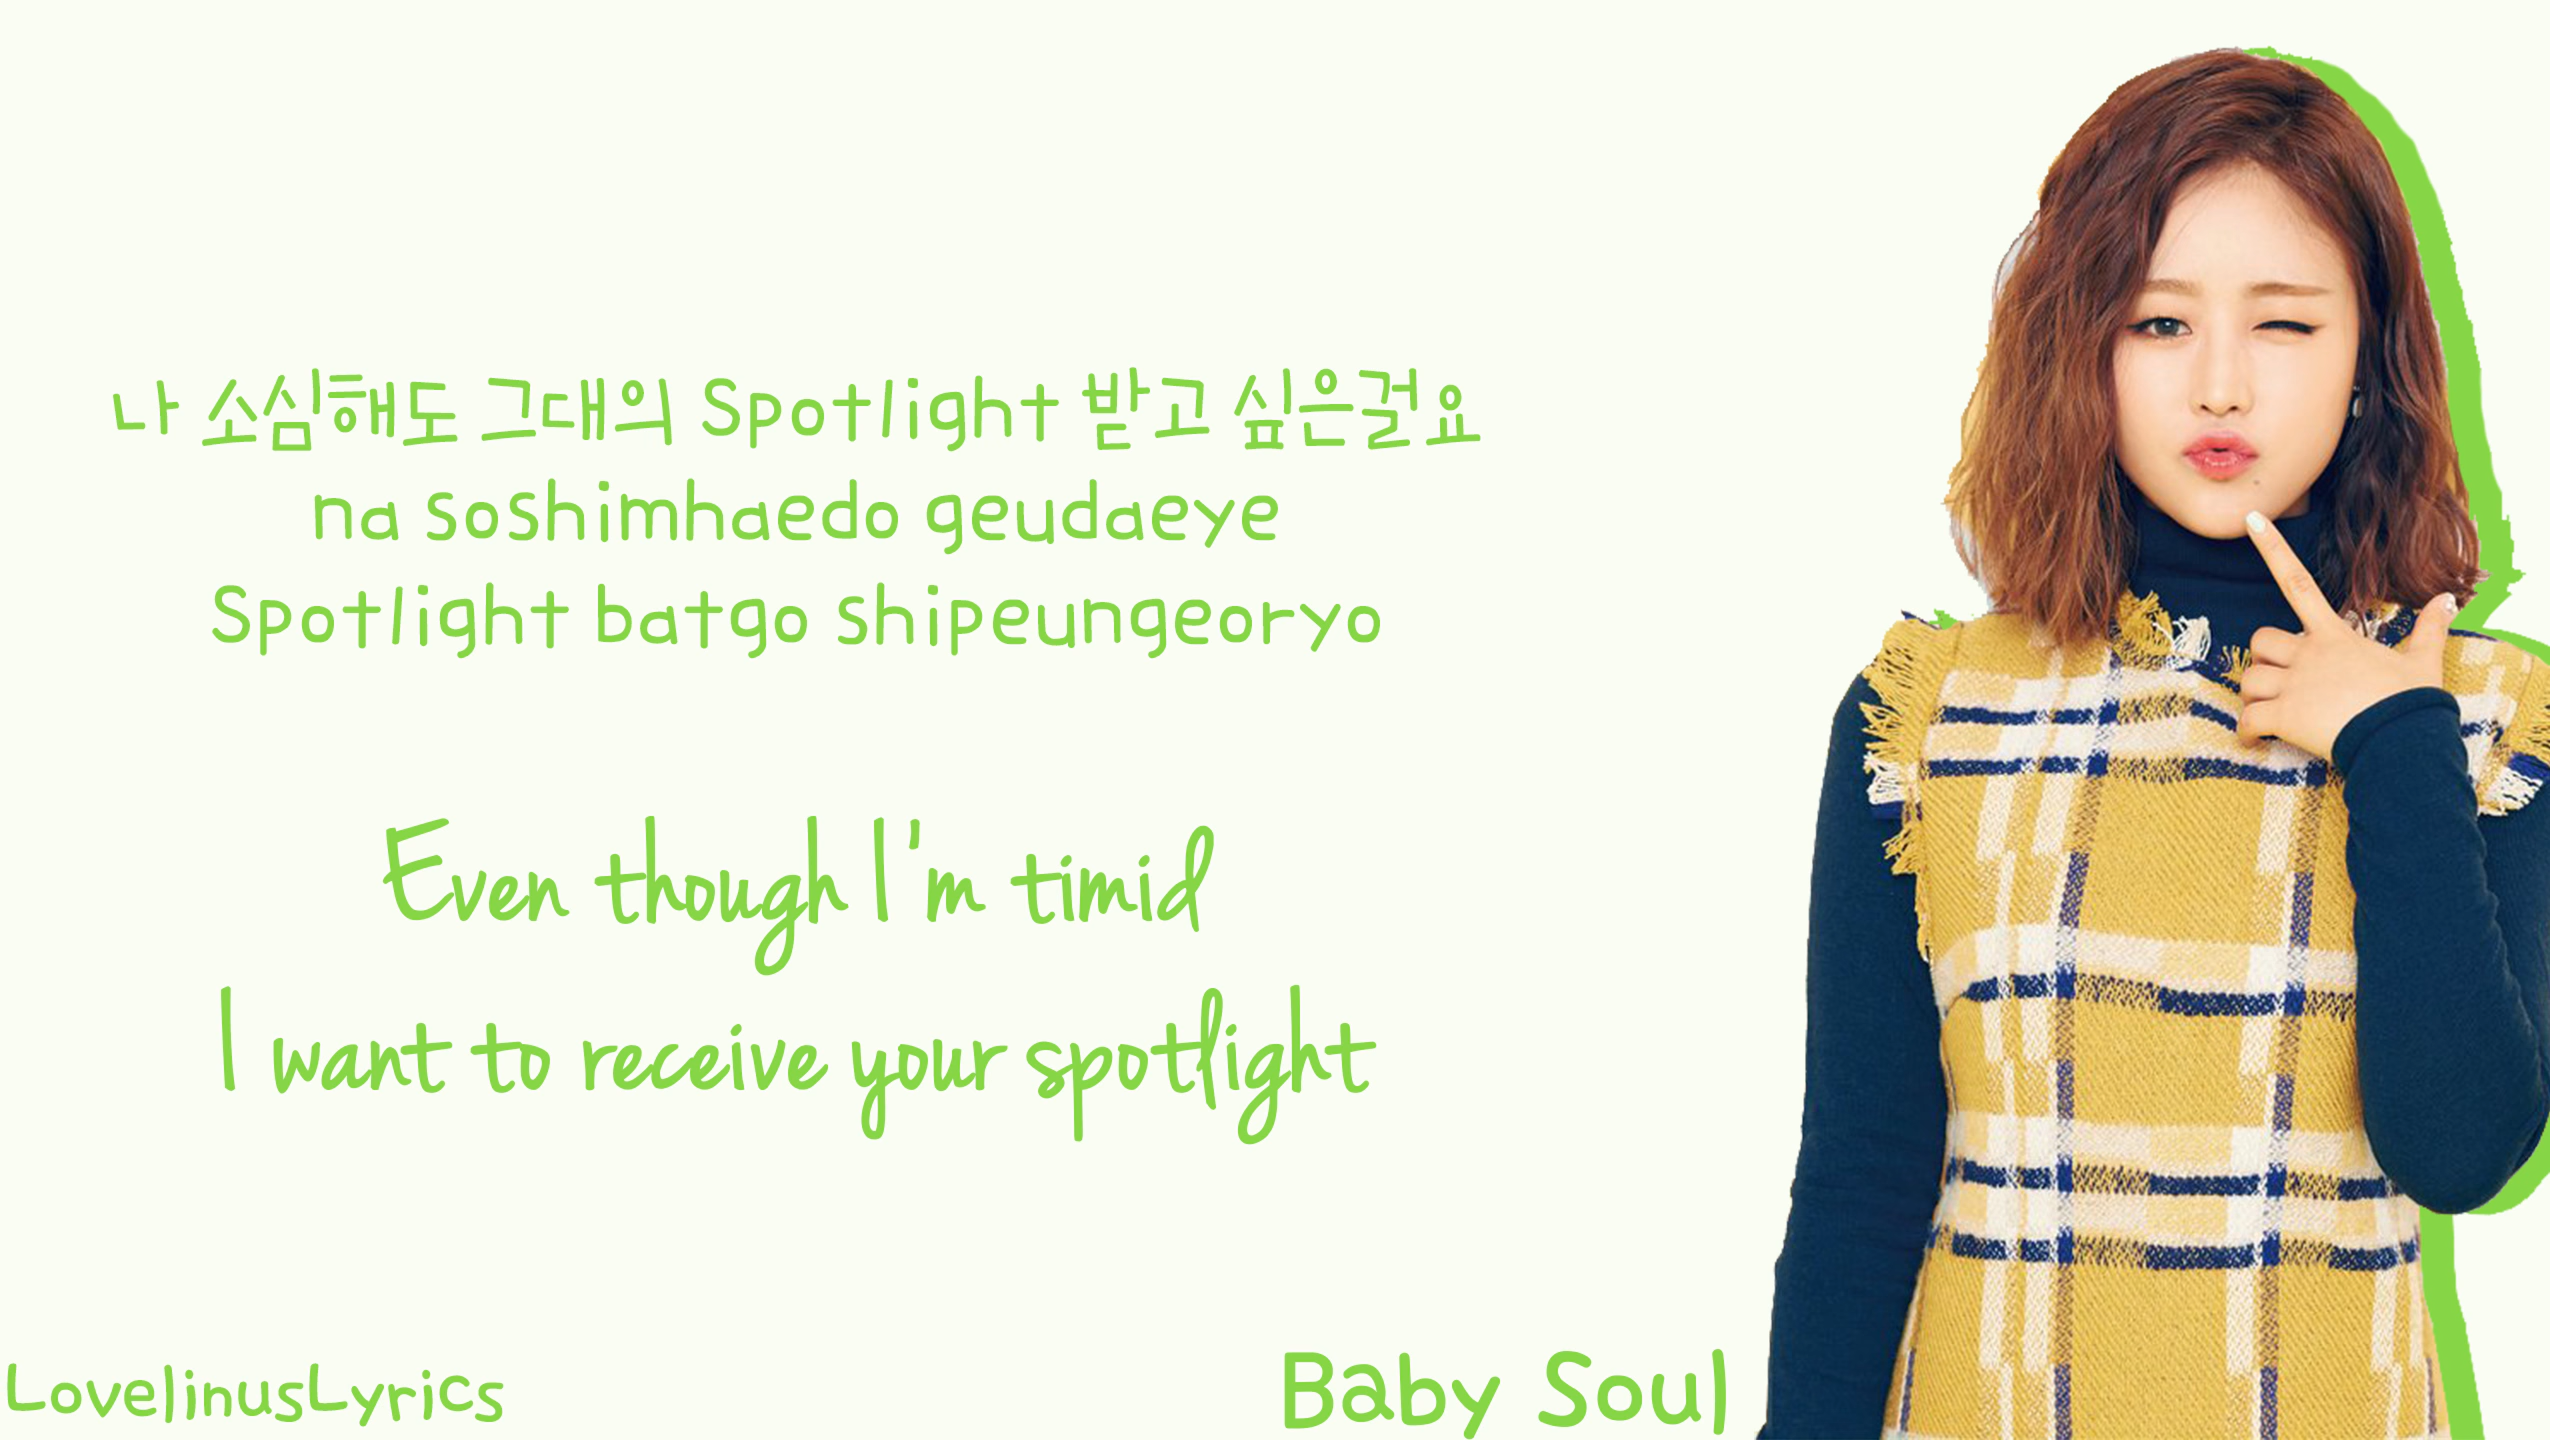 나 소심해도 그대의 Spotlight 받고 싶은걸요
na soshimhaedo geudaeye
Spotlight batgo shipeungeoryo
Even though I'm timid
I want to receive your spotlight
LovelinusLyrics
Baby Soul